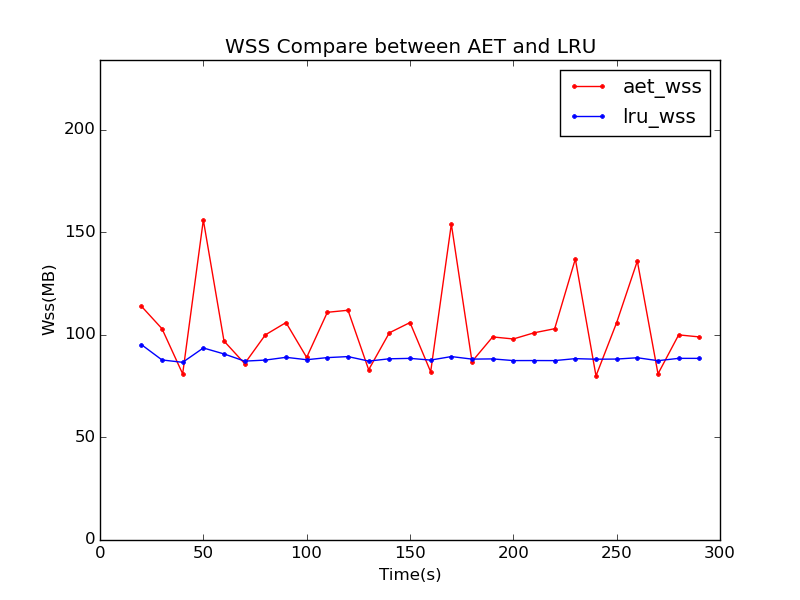 WSS Compare between AET and LRU
aet_wss
lru_wss
Wss(MB)
200
150
100
50
0
0 50 100 150 200 250 300
Time(s)